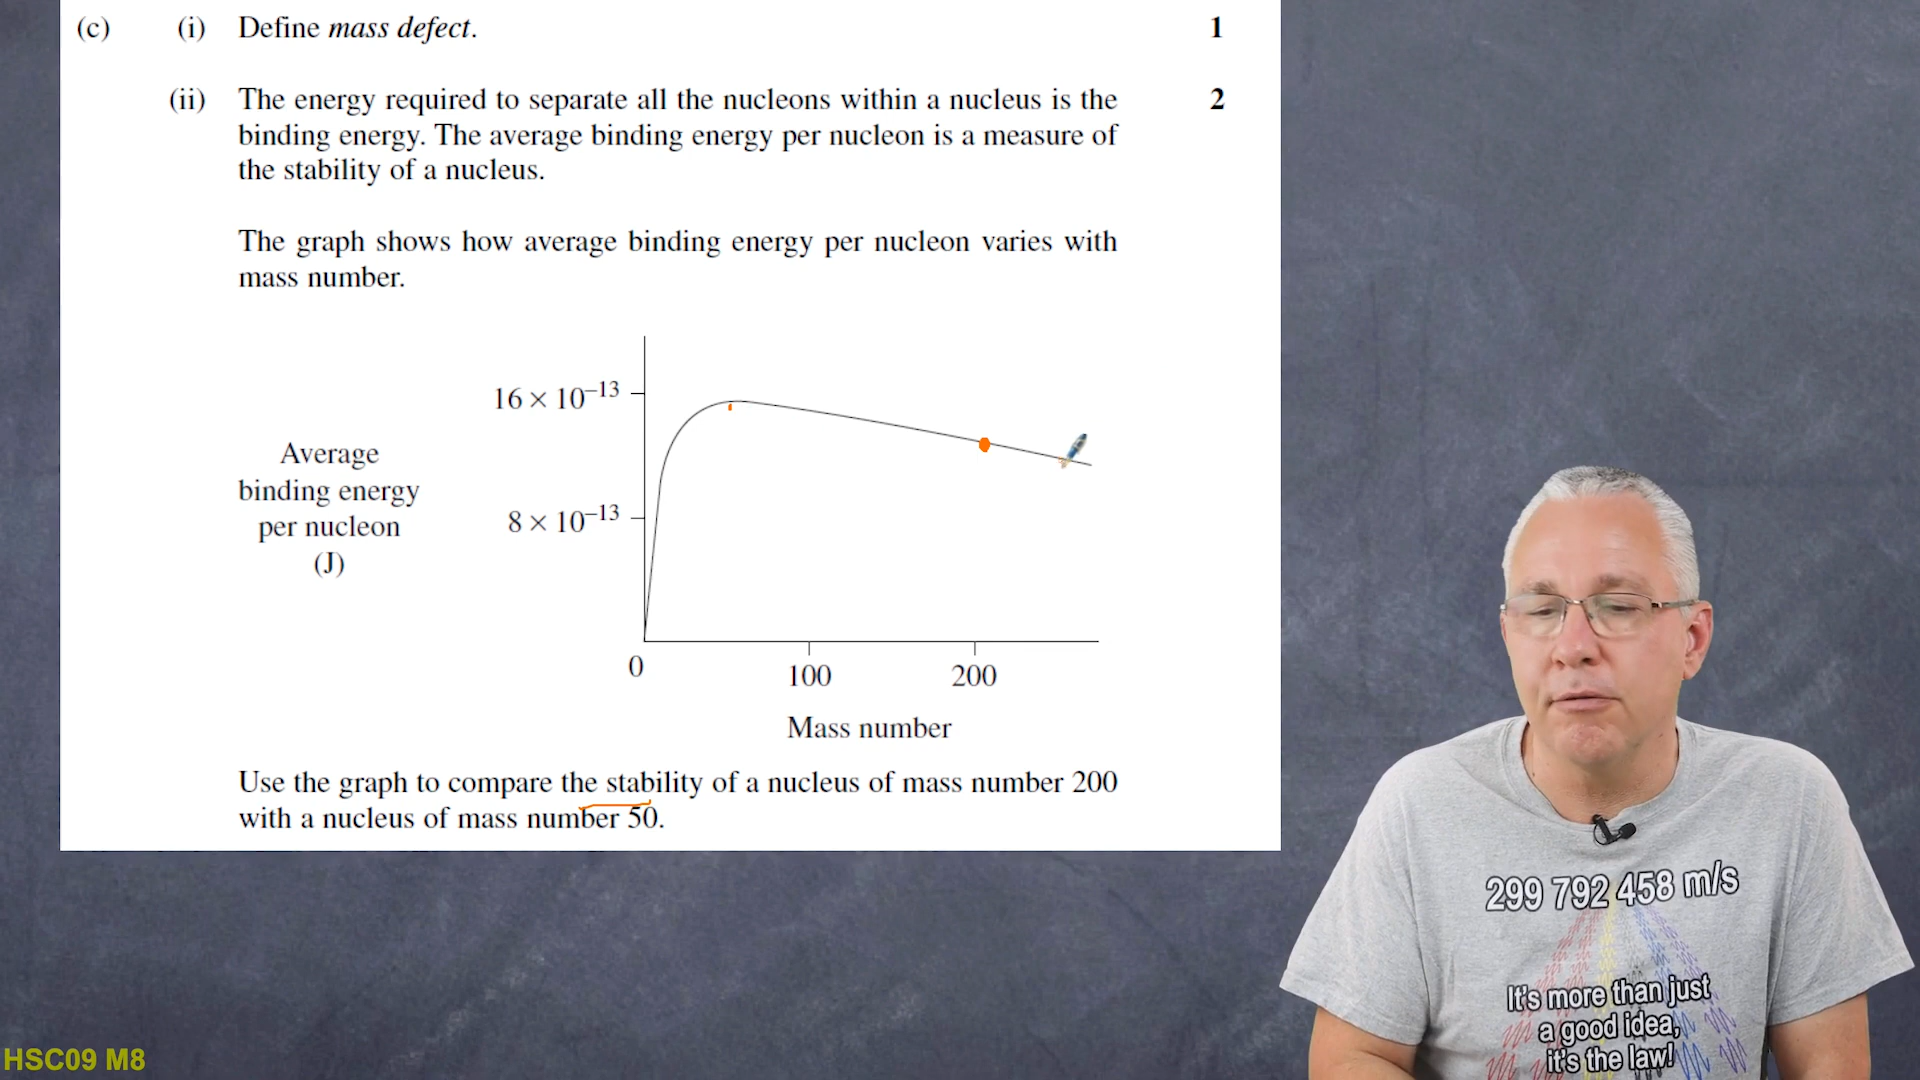 (c) (i) Define mass defect. 1
(ii) The energy required to separate all the nucleons within a nucleus is the 2
binding energy. The average binding energy per nucleon is a measure of
the stability of a nucleus.
The graph shows how average binding energy per nucleon varies with
mass number.
16 × 10⁻¹³
8 × 10⁻¹³
Average
binding energy
per nucleon
(J)
0 100 200
Mass number
Use the graph to compare the stability of a nucleus of mass number 200
with a nucleus of mass number 50.
299 792 458 m/s
It's more than just
a good idea,
it's the law!
HSC09 M8